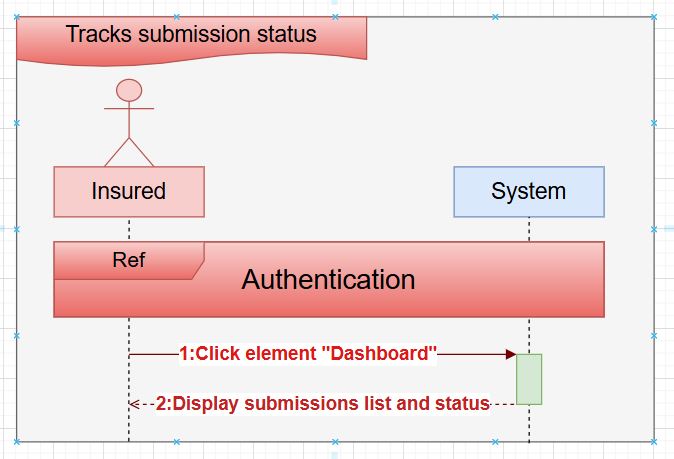 Tracks submission status
Insured
System
Ref
Authentication
1:Click element "Dashboard"
2:Display submissions list and status